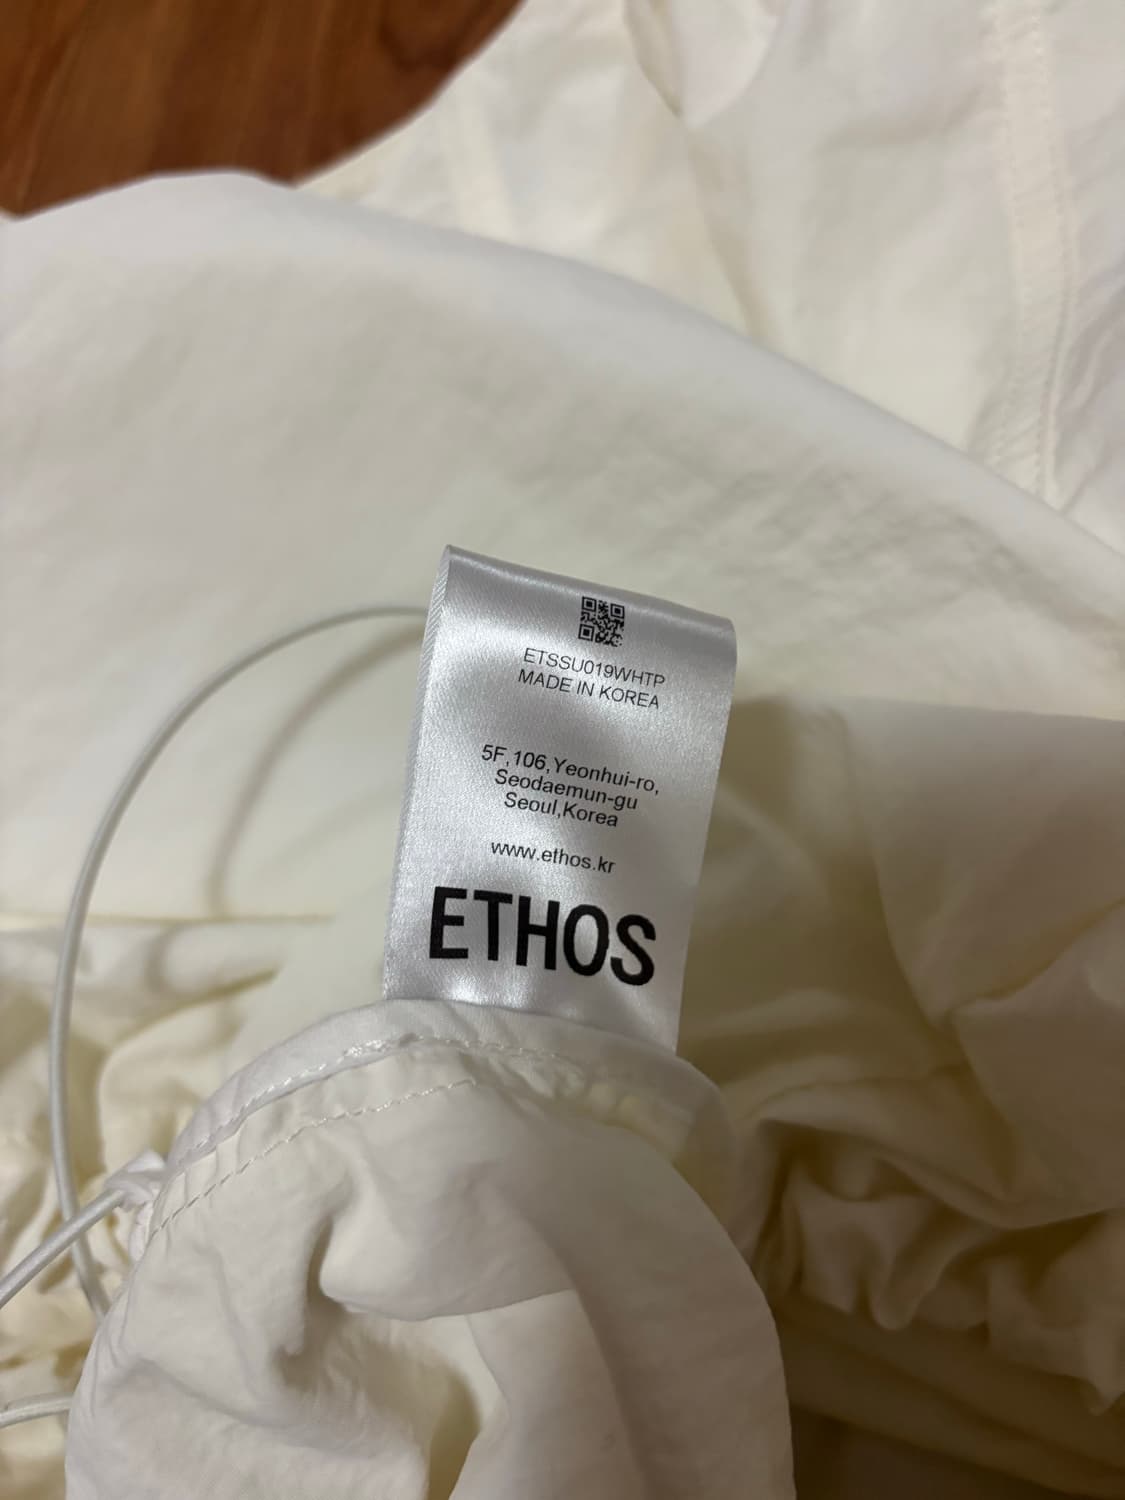 ETSSU019WHTP
MADE IN KOREA
5F,106,Yeonhui-ro,
Seodaemun-gu
Seoul,Korea
www.ethos.kr
ETHOS